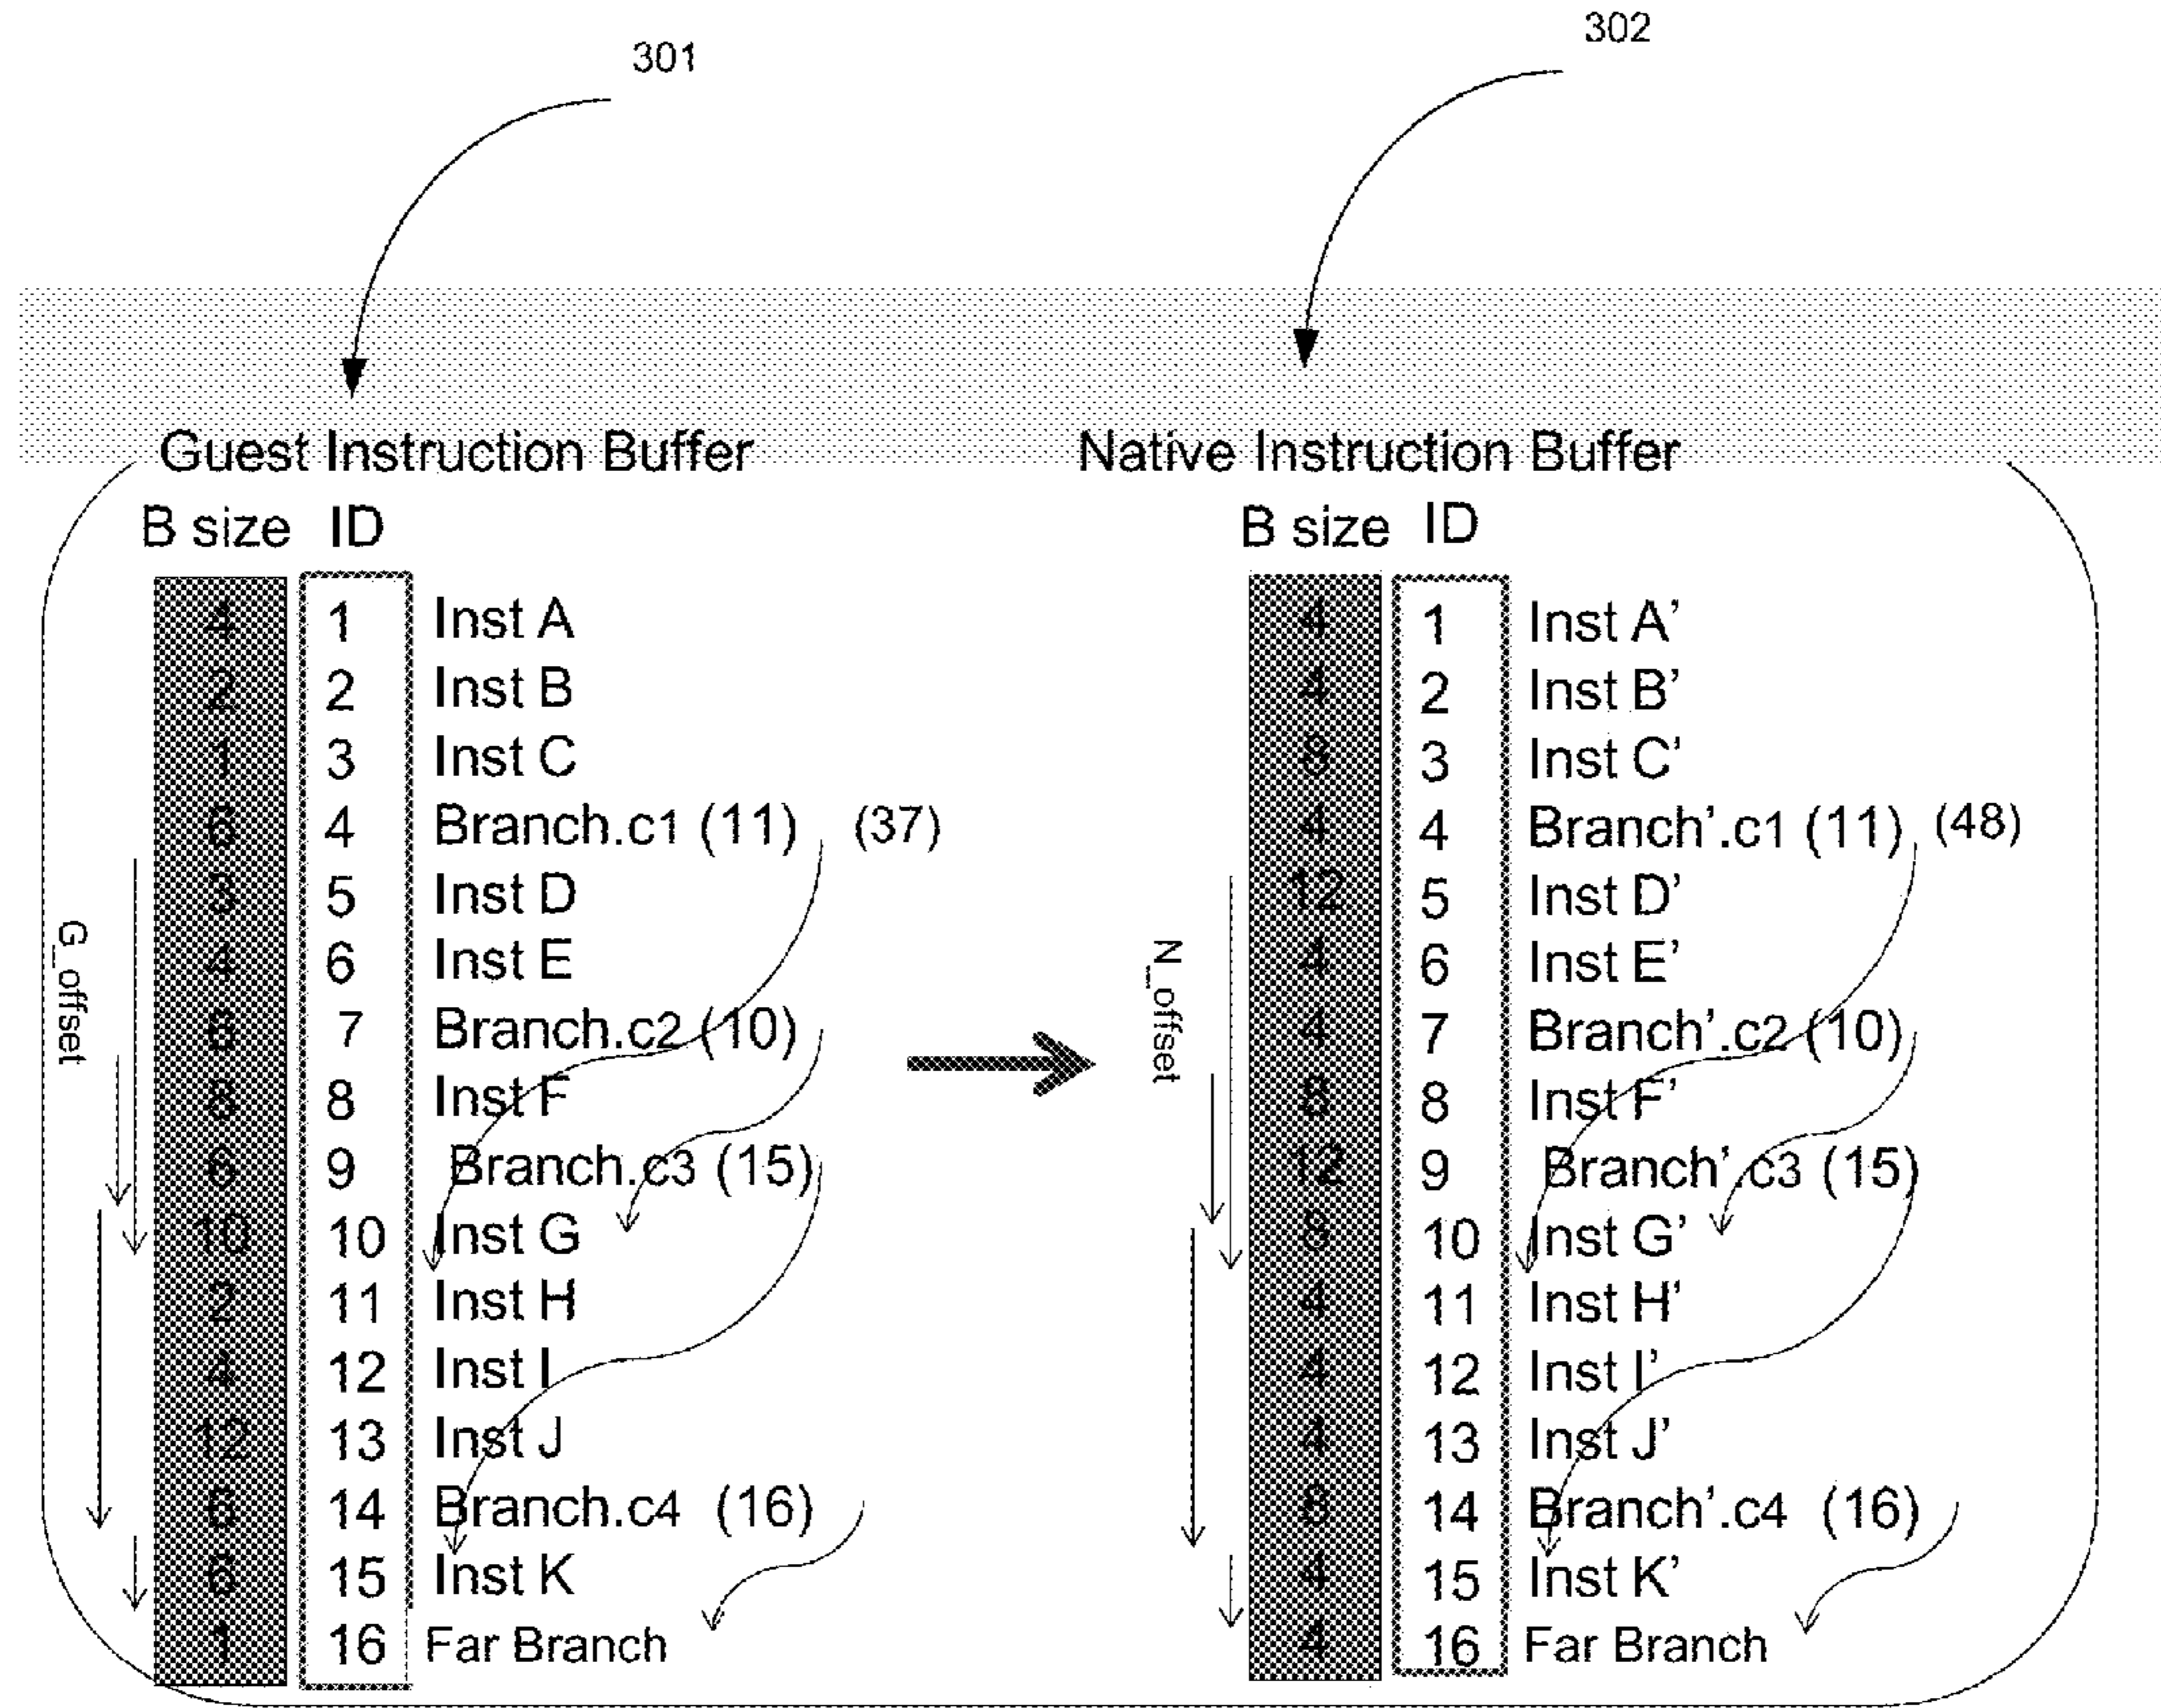 301
302
Guest Instruction Buffer
Native Instruction Buffer
B size ID
B size ID
4 1 Inst A
4 1 Inst A’
2 2 Inst B
4 2 Inst B’
1 3 Inst C
8 3 Inst C’
6 4 Branch.c1 (11) (37)
4 4 Branch’.c1 (11) (48)
3 5 Inst D
12 5 Inst D’
4 6 Inst E
4 6 Inst E’
6 7 Branch.c2 (10)
4 7 Branch’.c2 (10)
8 8 Inst F
8 8 Inst F’
6 9 Branch.c3 (15)
12 9 Branch’.c3 (15)
10 10 Inst G
8 10 Inst G’
2 11 Inst H
4 11 Inst H’
4 12 Inst I
4 12 Inst I’
12 13 Inst J
4 13 Inst J’
6 14 Branch.c4 (16)
8 14 Branch’.c4 (16)
6 15 Inst K
4 15 Inst K’
1 16 Far Branch
4 16 Far Branch
G_offset
N_offset